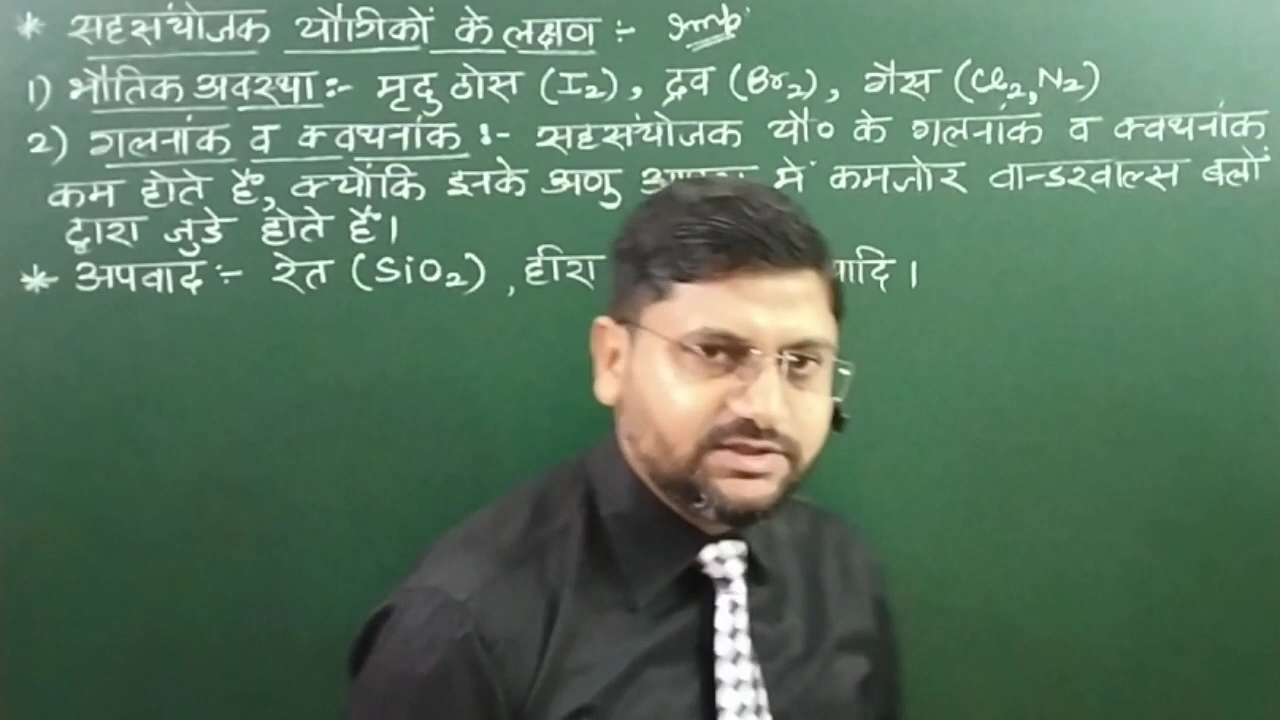 * सहसंयोजक यौगिकों के लक्षण :- Imp
1) भौतिक अवस्था :- मृदु ठोस (I₂), द्रव (Br₂), गैस (Cl₂, N₂)
2) गलनांक व क्वथनांक :- सहसंयोजक यौ० के गलनांक व क्वथनांक
कम होते हैं, क्योंकि इनके अणु में कमजोर वान्डरवाल्स बलों
द्वारा जुडे होते हैं।
* अपवाद :- रेत (SiO₂), हीरा